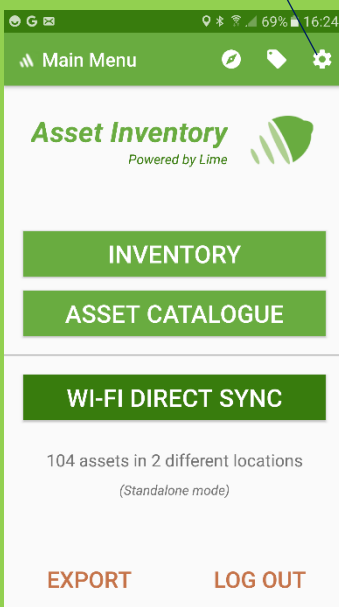 69% 16:24
Main Menu
Asset Inventory
Powered by Lime
INVENTORY
ASSET CATALOGUE
WI-FI DIRECT SYNC
104 assets in 2 different locations
(Standalone mode)
EXPORT LOG OUT